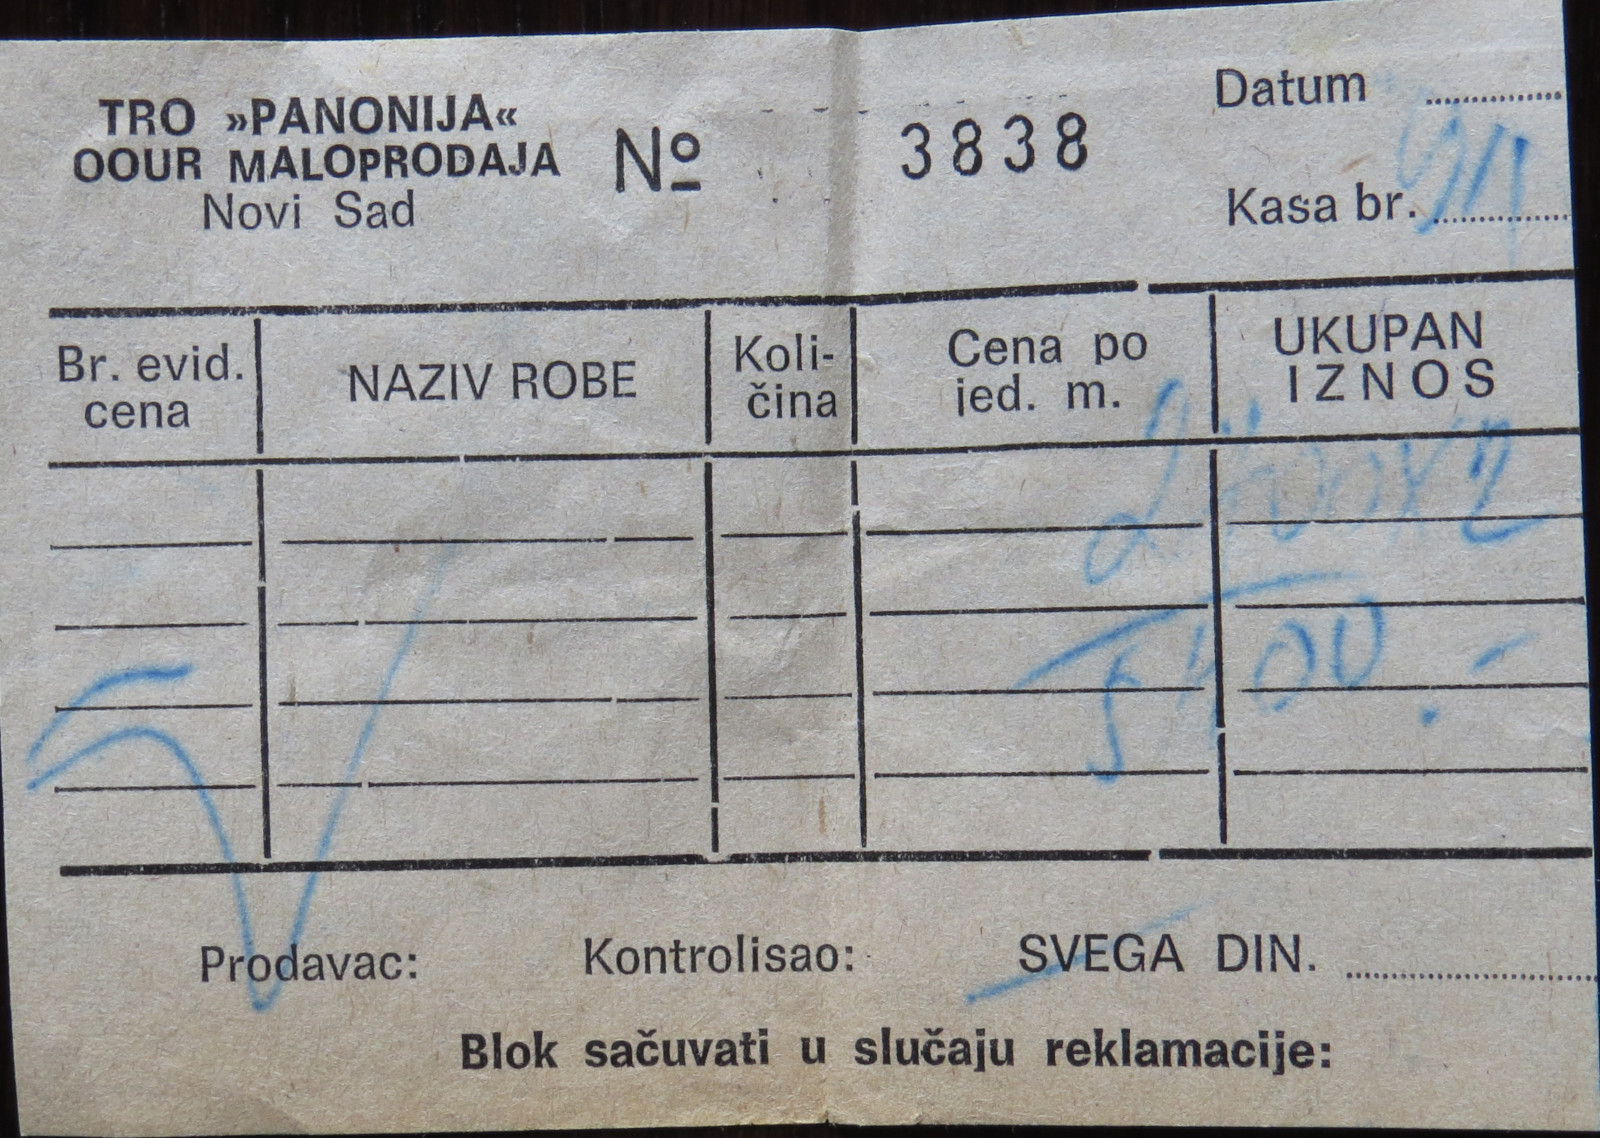 TRO »PANONIJA«
OOUR MALOPRODAJA
Novi Sad
No 3838
Datum
Kasa br.
Br. evid. cena
NAZIV ROBE
Koli-
čina
Cena po
ied. m.
UKUPAN
IZNOS
5400.-
Prodavac:
Kontrolisao:
SVEGA DIN.
Blok sačuvati u slučaju reklamacije: